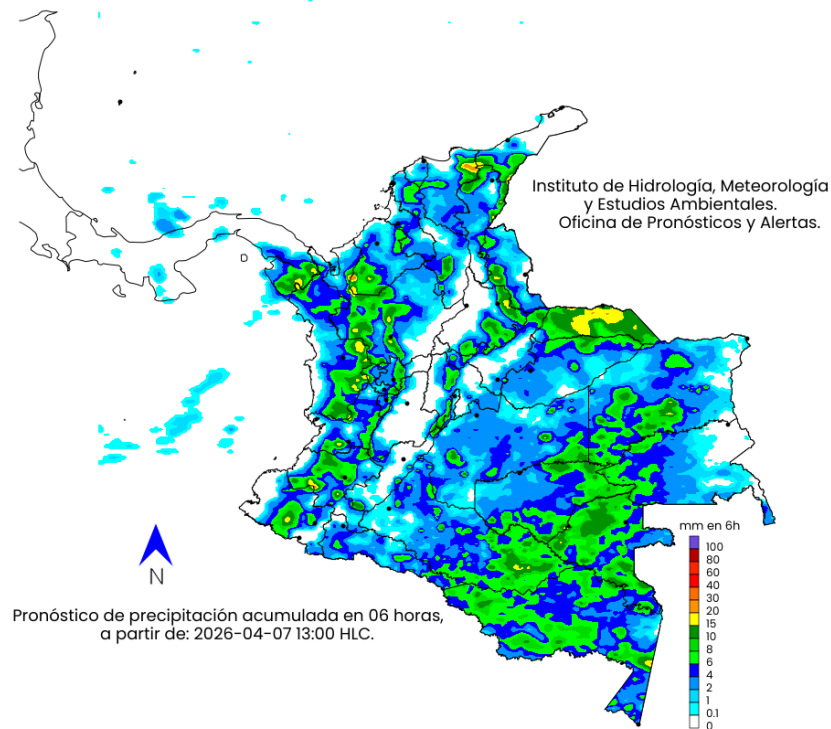 Instituto de Hidrología, Meteorología
y Estudios Ambientales.
Oficina de Pronósticos y Alertas.
N
Pronóstico de precipitación acumulada en 06 horas,
a partir de: 2026-04-07 13:00 HLC.
mm en 6h
100
80
60
40
30
20
15
10
8
6
4
2
1
0.1
0